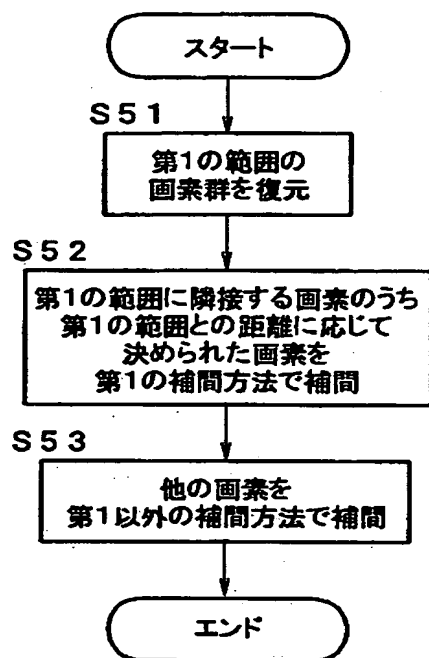 スタート
S51
第1の範囲の
画素群を復元
S52
第1の範囲に隣接する画素のうち
第1の範囲との距離に応じて
決められた画素を
第1の補間方法で補間
S53
他の画素を
第1以外の補間方法で補間
エンド